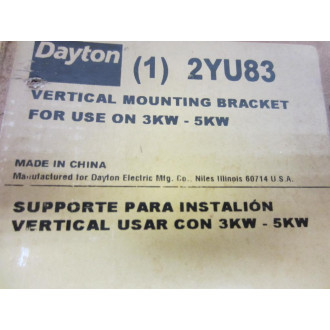 Dayton (1) 2YU83
VERTICAL MOUNTING BRACKET
FOR USE ON 3KW - 5KW
MADE IN CHINA
Manufactured for Dayton Electric Mfg. Co., Niles Illinois 60714 U.S.A.
SUPPORTE PARA INSTALIÓN
VERTICAL USAR CON 3KW - 5KW